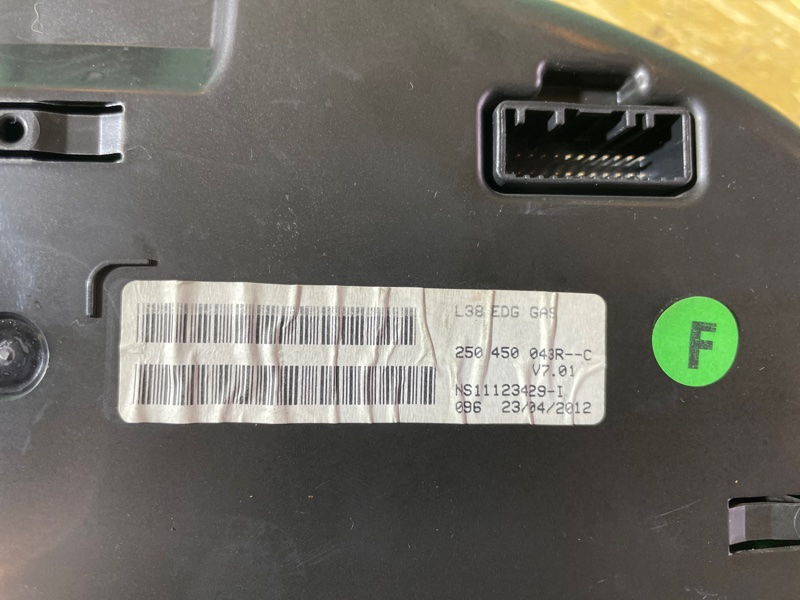 L38 EDG GAS
250 450 043R--C
V7.01
NS11123429-I
096 23/04/2012
F